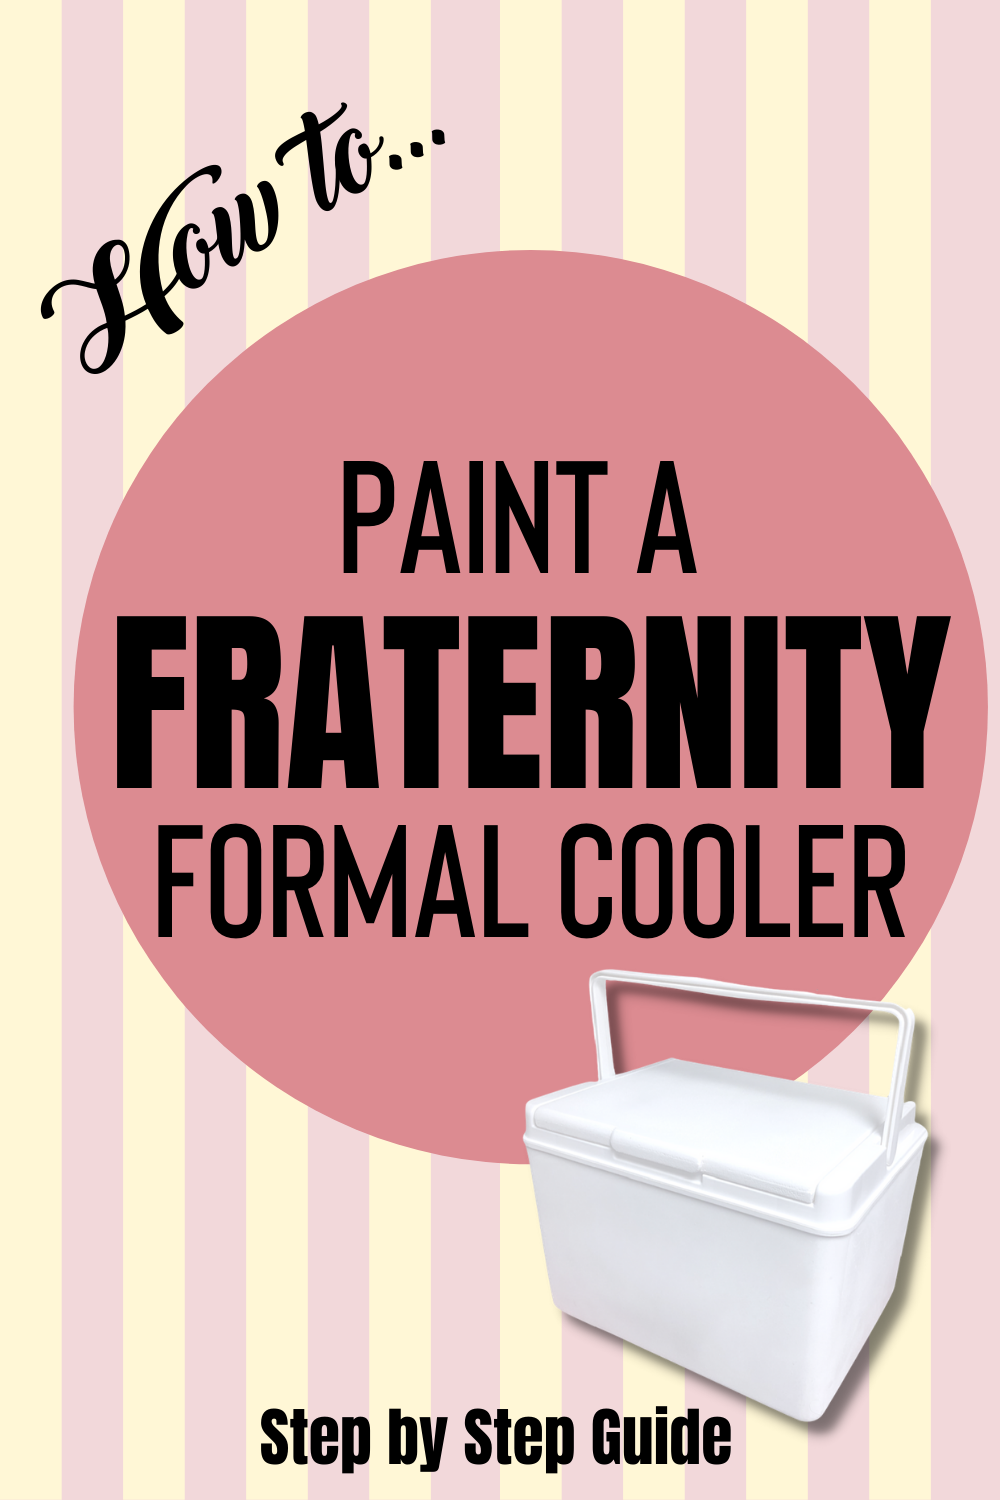 How to...
PAINT A
FRATERNITY
FORMAL COOLER
Step by Step Guide